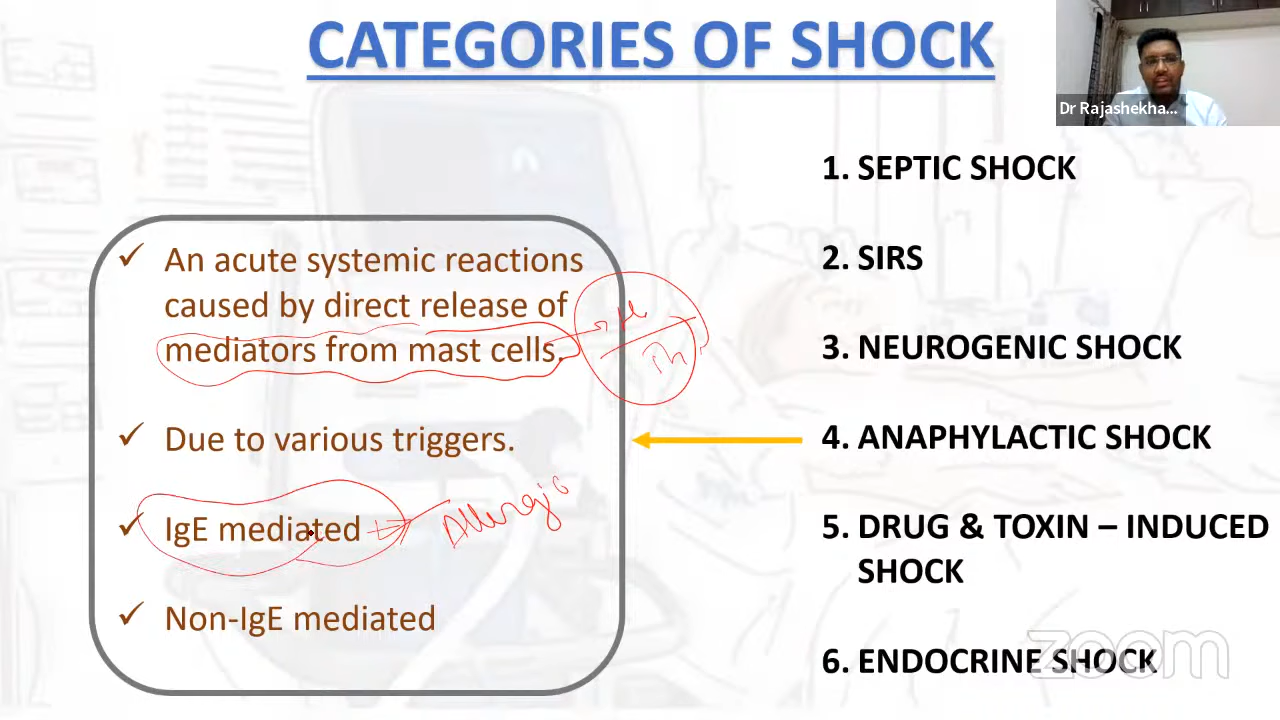 CATEGORIES OF SHOCK
Dr Rajashekha...
✓ An acute systemic reactions
caused by direct release of
mediators from mast cells.
✓ Due to various triggers.
✓ IgE mediated
✓ Non-IgE mediated
1. SEPTIC SHOCK
2. SIRS
3. NEUROGENIC SHOCK
4. ANAPHYLACTIC SHOCK
5. DRUG & TOXIN – INDUCED
SHOCK
6. ENDOCRINE SHOCK
zoom